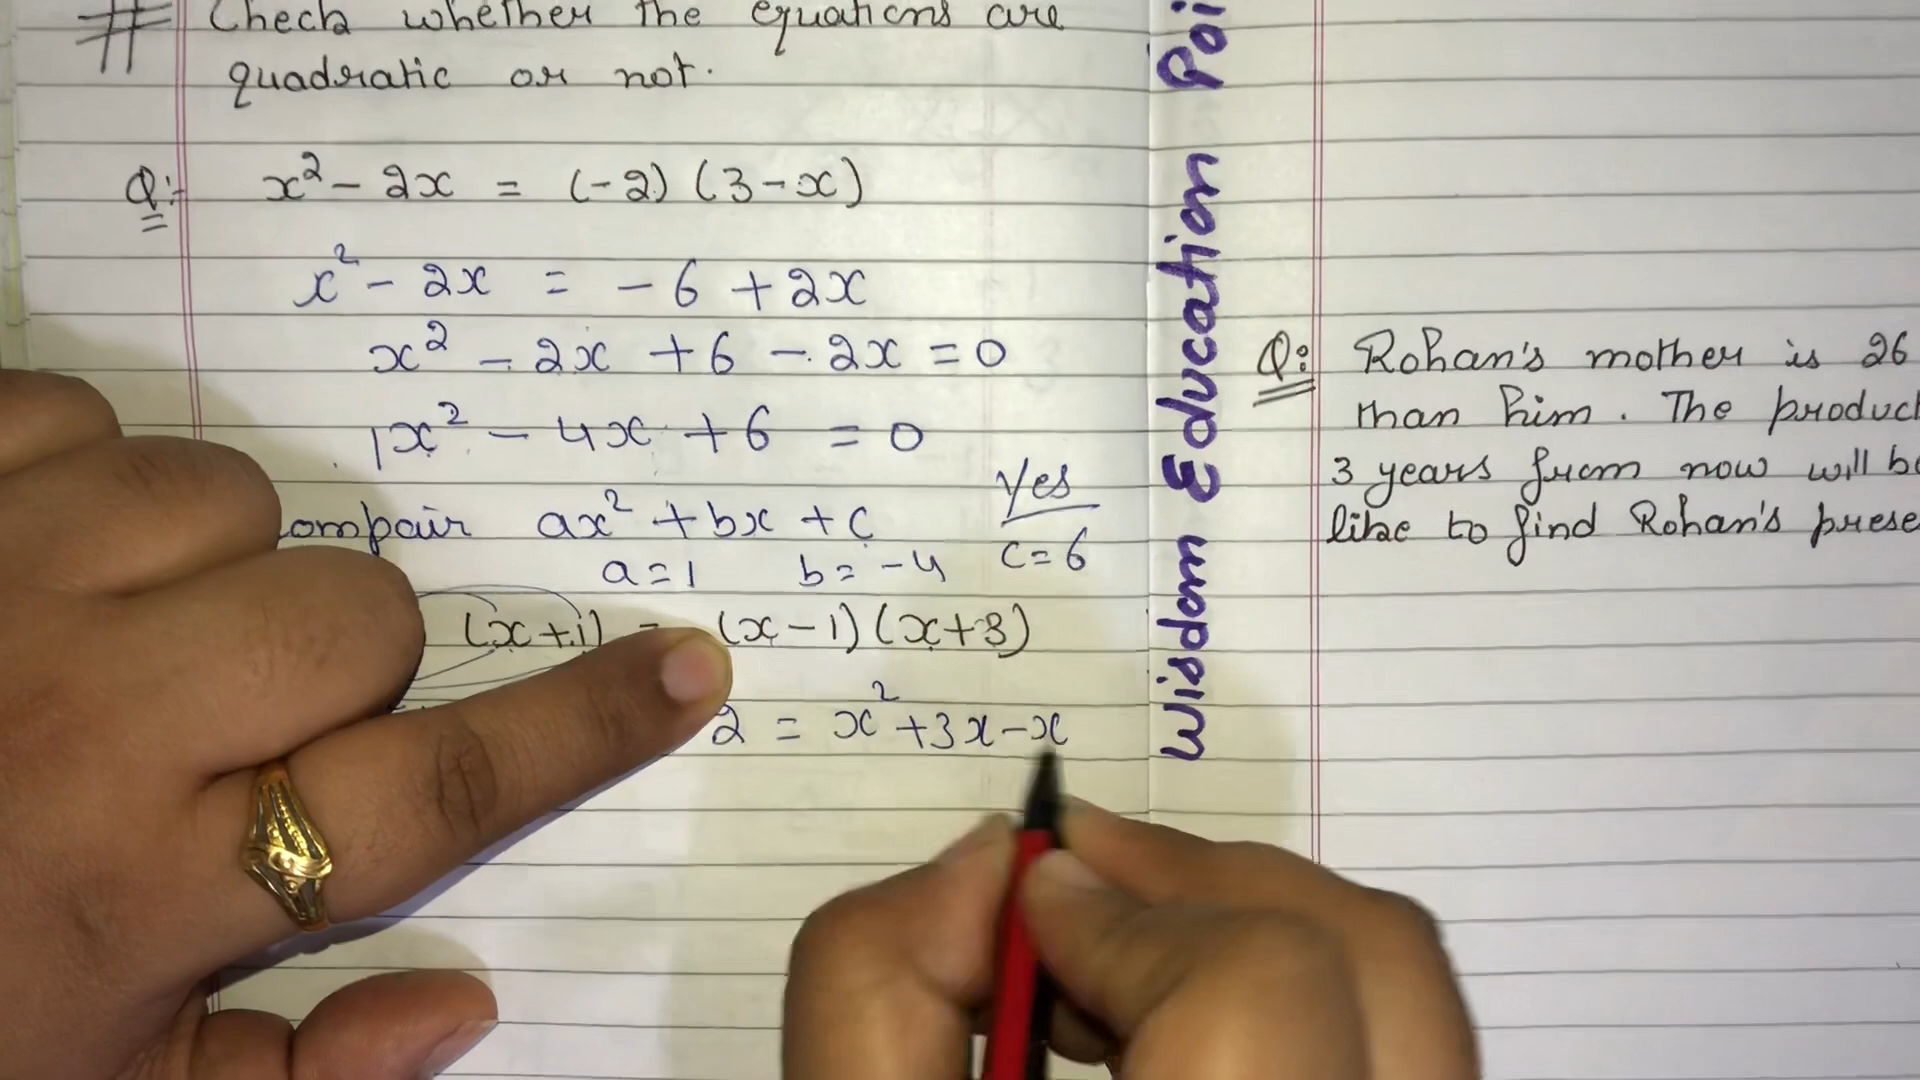 # Check whether the equations are
quadratic or not.
Q:- x² - 2x = (-2) (3-x)
x² - 2x = - 6 + 2x
x² - 2x + 6 - 2x = 0
1x² - 4x + 6 = 0
Yes
ompair ax² + bx + c
a=1 b= -4 c=6
(x+1) = (x-1) (x+3)
2 = x² +3x-x
Wisdom Education Poi
Q: Rohan's mother is 26
than him. The product
3 years from now will be
like to find Rohan's prese